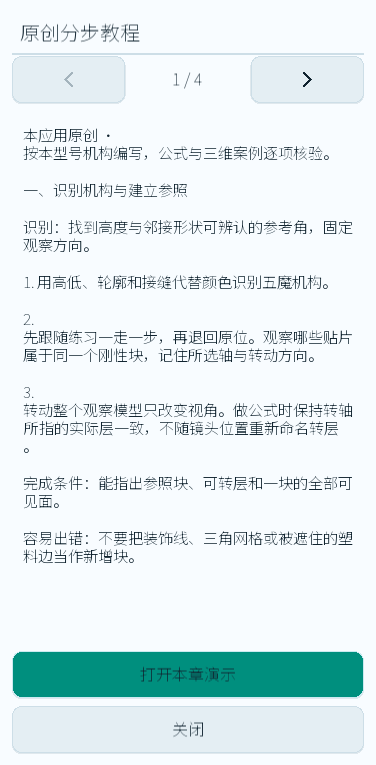 原创分步教程
1 / 4
本应用原创 ·
按本型号机构编写，公式与三维案例逐项核验。
一、识别机构与建立参照
识别：找到高度与邻接形状可辨认的参考角，固定
观察方向。
1.用高低、轮廓和接缝代替颜色识别五魔机构。
2.
先跟随练习一走一步，再退回原位。观察哪些贴片
属于同一个刚性块，记住所选轴与转动方向。
3.
转动整个观察模型只改变视角。做公式时保持转轴
所指的实际层一致，不随镜头位置重新命名转层
。
完成条件：能指出参照块、可转层和一块的全部可
见面。
容易出错：不要把装饰线、三角网格或被遮住的塑
料边当作新增块。
打开本章演示
关闭